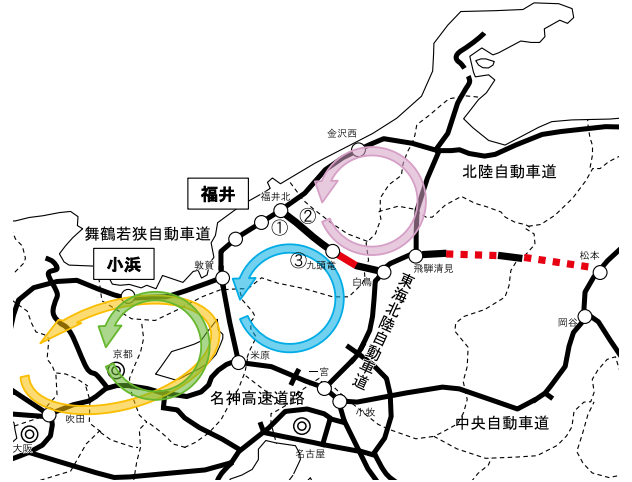 金沢西
北陸自動車道
福井
福井北
②
①
舞鶴若狭自動車道
小浜
敦賀
③
九頭竜
白鳥
飛騨清見
松本
東海北陸自動車道
岡谷
京都
米原
一宮
小牧
名神高速道路
中央自動車道
吹田
大阪
名古屋